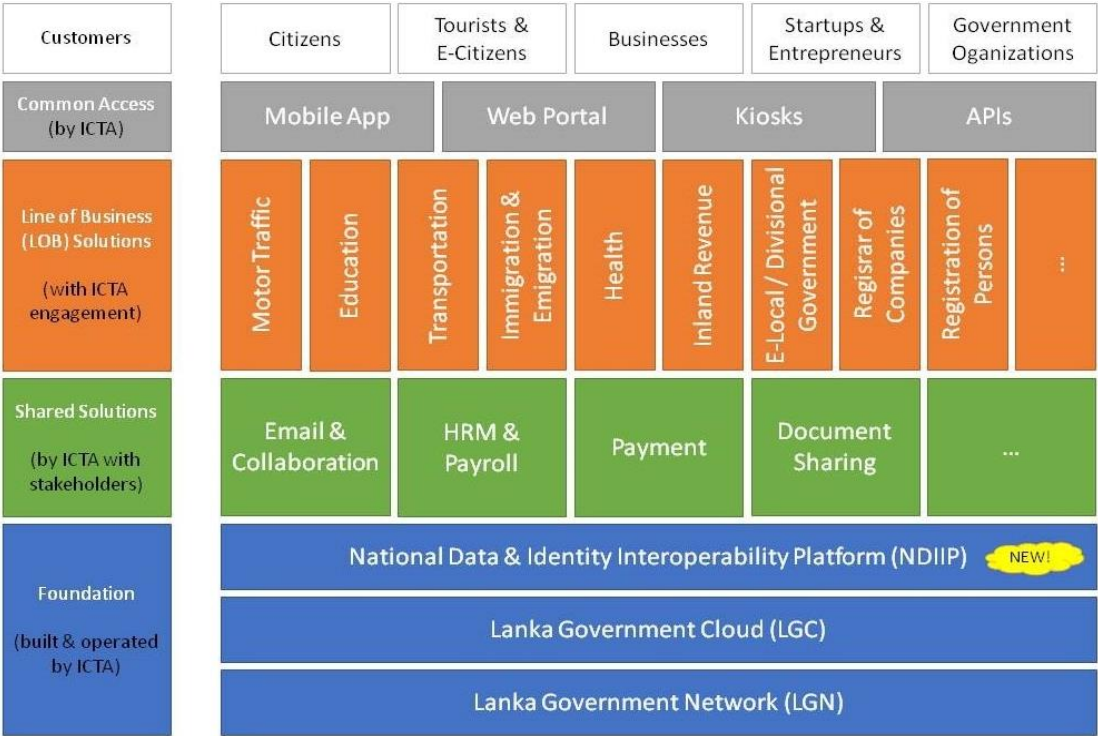 Customers
Citizens
Tourists &
E-Citizens
Businesses
Startups &
Entrepreneurs
Government
Oganizations
Common Access
(by ICTA)
Mobile App
Web Portal
Kiosks
APIs
Line of Business
(LOB) Solutions
(with ICTA
engagement)
Motor Traffic
Education
Transportation
Immigration &
Emigration
Health
Inland Revenue
E-Local / Divisional
Government
Regisrar of
Companies
Registration of
Persons
...
Shared Solutions
(by ICTA with
stakeholders)
Email &
Collaboration
HRM &
Payroll
Payment
Document
Sharing
...
Foundation
(built & operated
by ICTA)
National Data & Identity Interoperability Platform (NDIIP)
NEW!
Lanka Government Cloud (LGC)
Lanka Government Network (LGN)